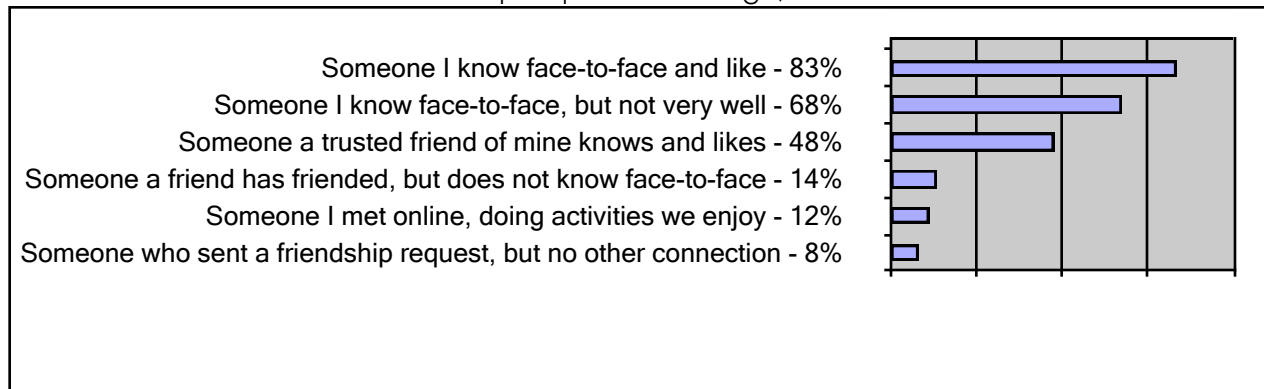 Someone I know face-to-face and like - 83%
Someone I know face-to-face, but not very well - 68%
Someone a trusted friend of mine knows and likes - 48%
Someone a friend has friended, but does not know face-to-face - 14%
Someone I met online, doing activities we enjoy - 12%
Someone who sent a friendship request, but no other connection - 8%